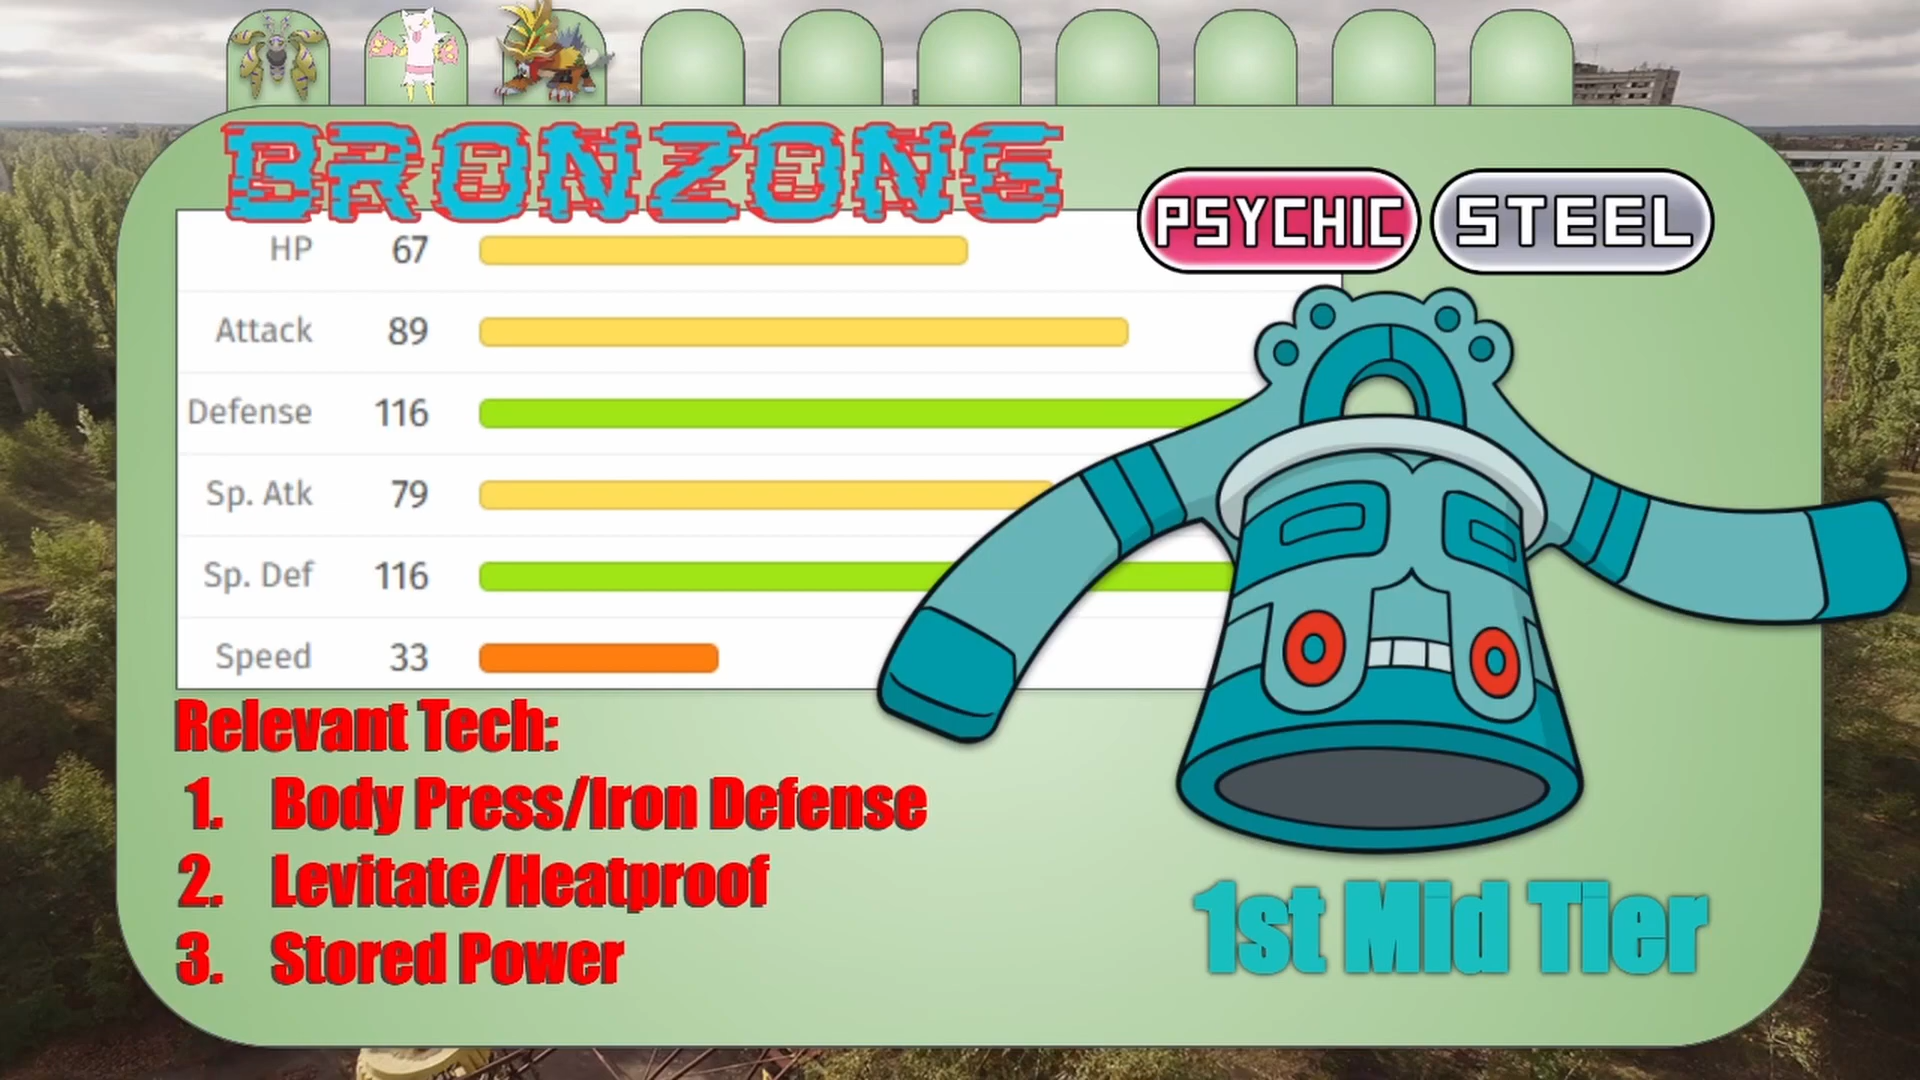 BRONZONG
PSYCHIC STEEL
HP 67
Attack 89
Defense 116
Sp. Atk 79
Sp. Def 116
Speed 33
Relevant Tech:
1. Body Press/Iron Defense
2. Levitate/Heatproof
3. Stored Power
1st Mid Tier